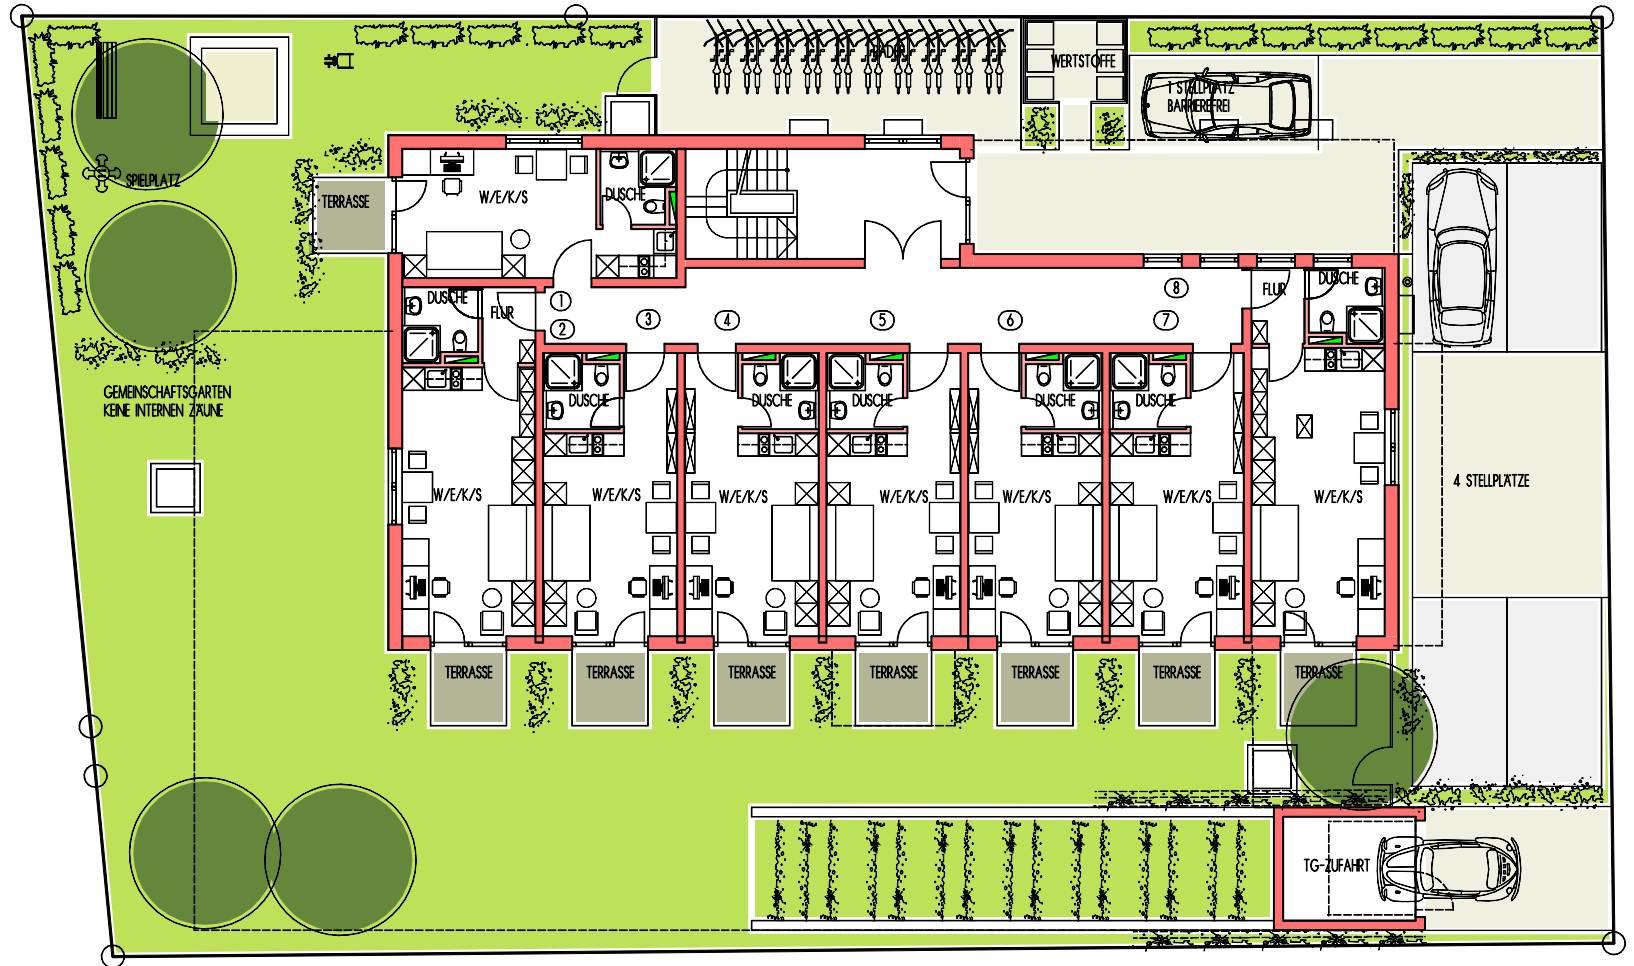 RÄDER
WERTSTOFFE
1 STELLPLATZ
BARRIEREFREI
SPIELPLATZ
TERRASSE
W/E/K/S
DUSCHE
DUSCHE
FLUR
1
2
3
4
5
6
7
8
FLUR
DUSCHE
GEMEINSCHAFTSGARTEN
KEINE INTERNEN ZÄUNE
DUSCHE
DUSCHE
DUSCHE
DUSCHE
DUSCHE
W/E/K/S
W/E/K/S
W/E/K/S
W/E/K/S
W/E/K/S
W/E/K/S
W/E/K/S
4 STELLPLÄTZE
TERRASSE
TERRASSE
TERRASSE
TERRASSE
TERRASSE
TERRASSE
TERRASSE
TG-ZUFAHRT